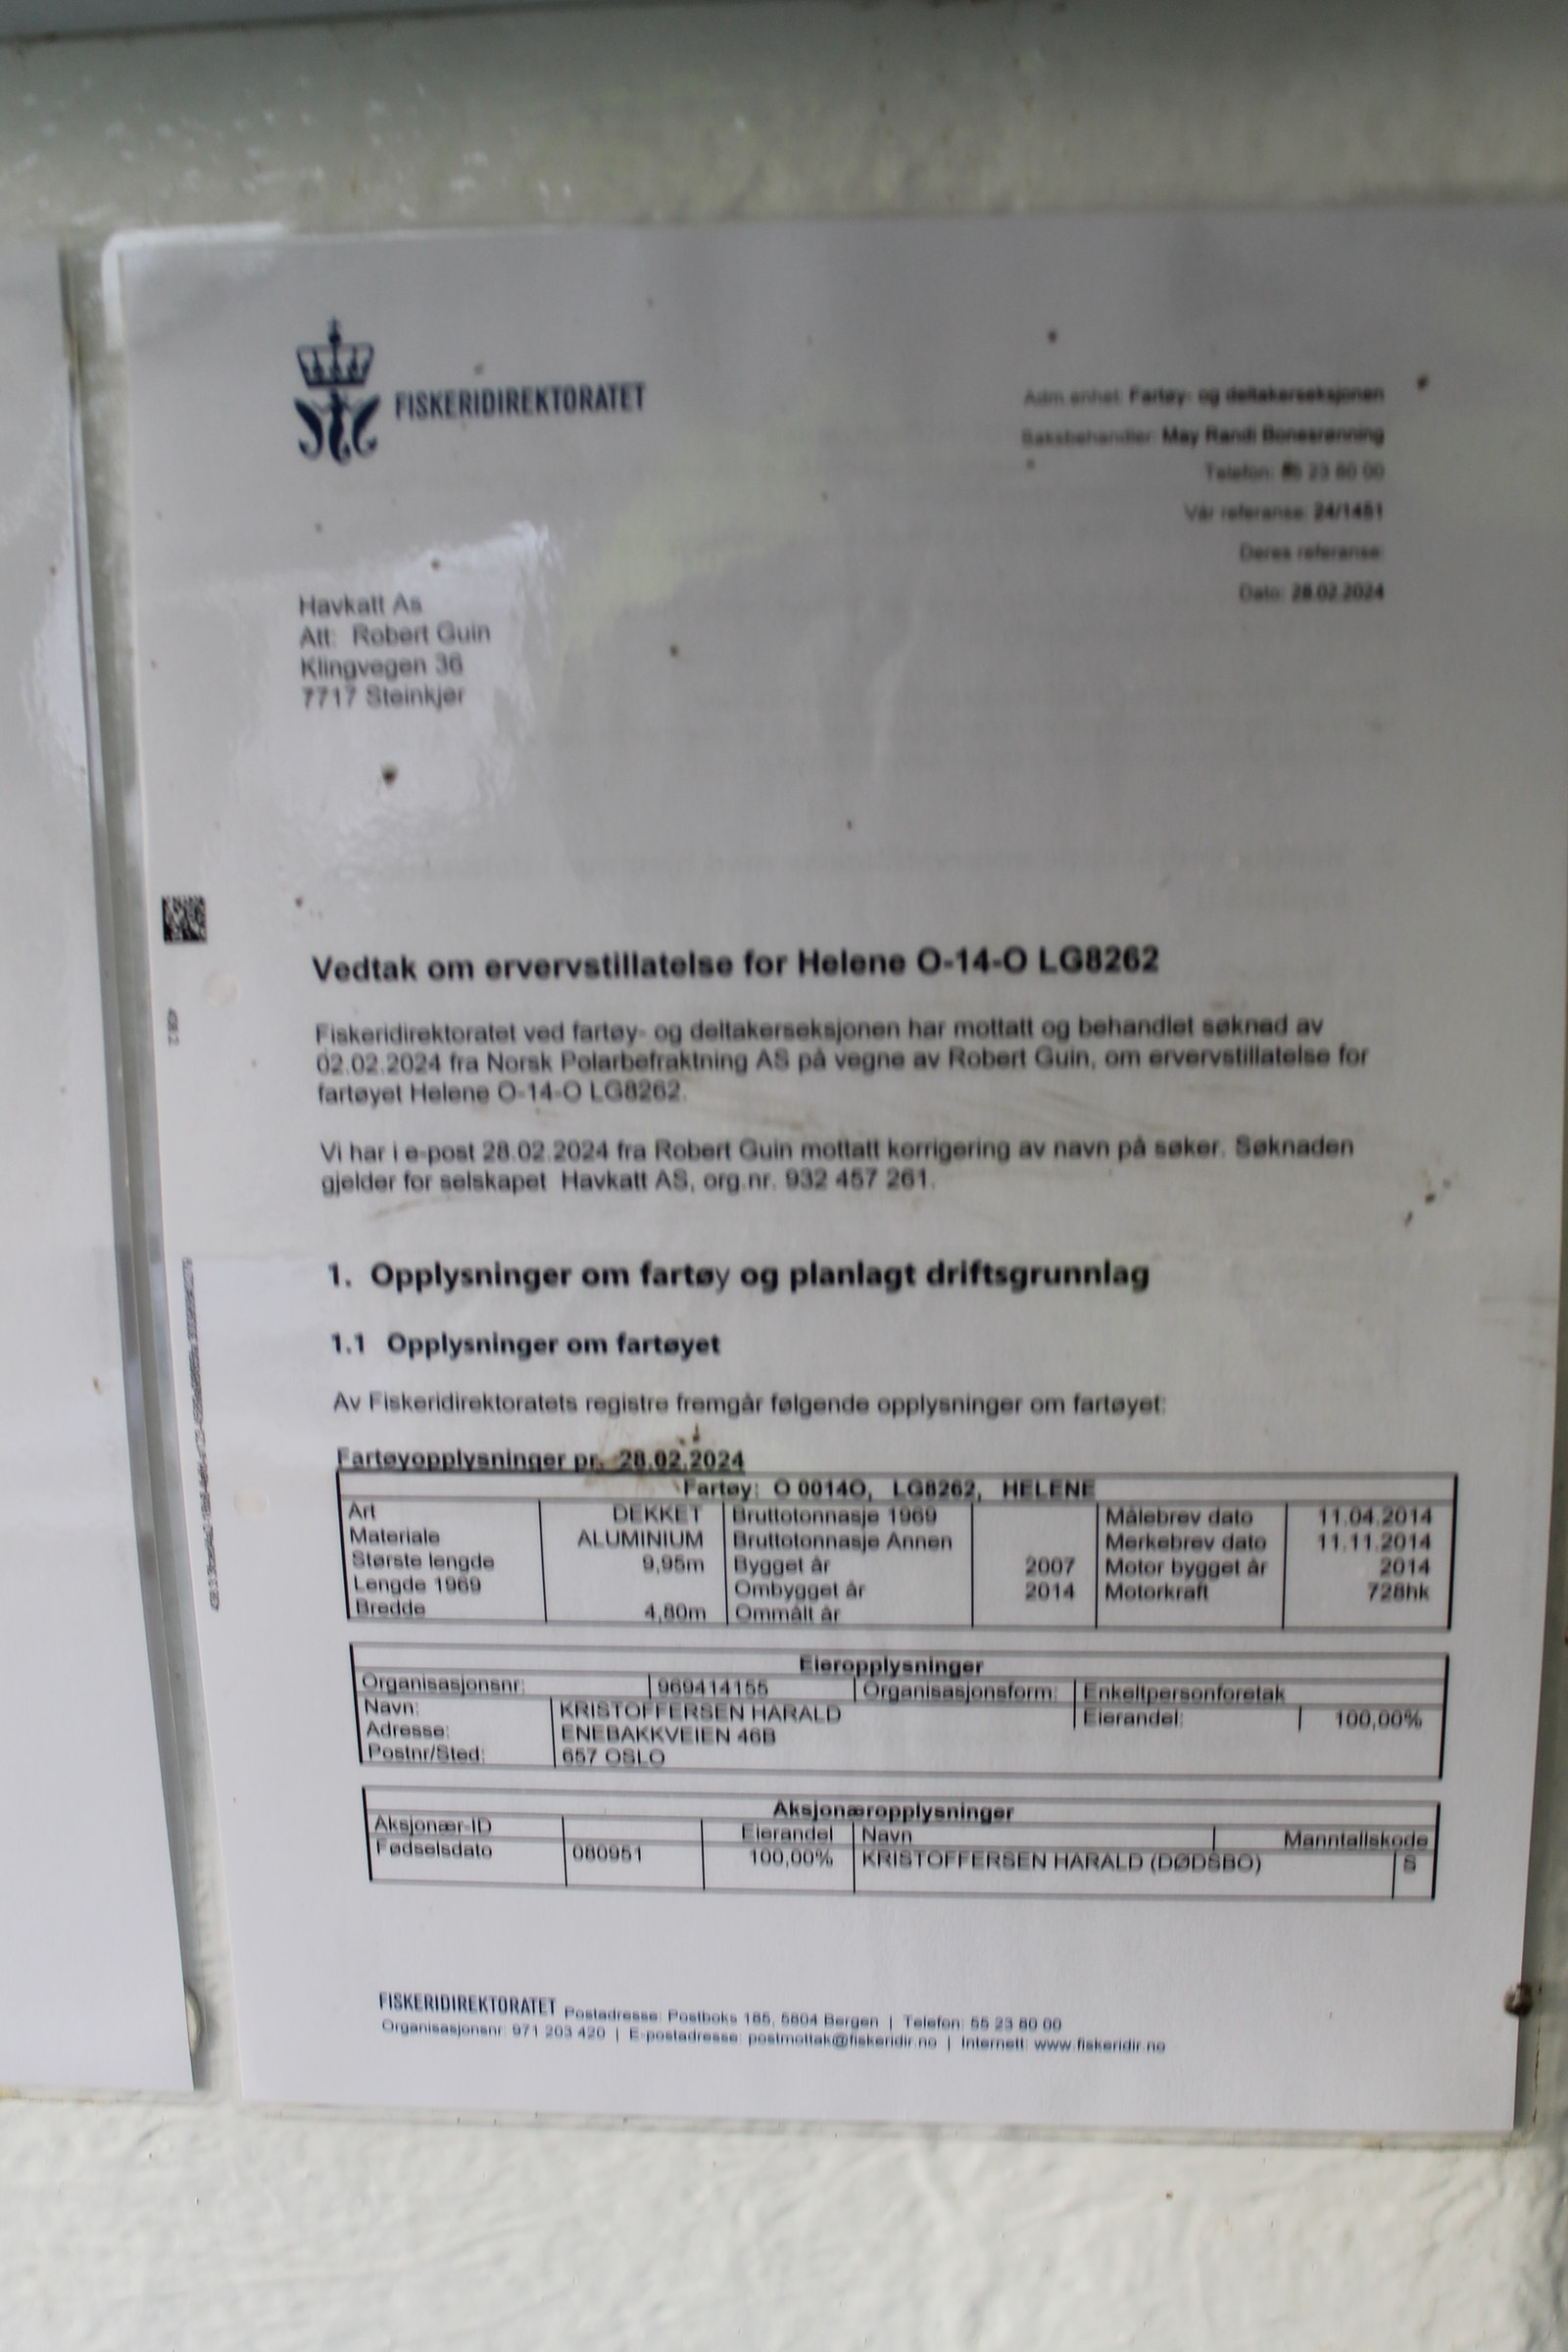 FISKERIDIREKTORATET
Adm.enhet: Fartøy- og deltakerseksjonen
Saksbehandler: May Randi Bonesrønning
Telefon: 55 23 80 00
Vår referanse: 24/1451
Deres referanse:
Dato: 28.02.2024
Havkatt As
Att: Robert Guin
Klingvegen 36
7717 Steinkjer
Vedtak om ervervstillatelse for Helene O-14-O LG8262
Fiskeridirektoratet ved fartøy- og deltakerseksjonen har mottatt og behandlet søknad av
02.02.2024 fra Norsk Polarbefraktning AS på vegne av Robert Guin, om ervervstillatelse for
fartøyet Helene O-14-O LG8262.
Vi har i e-post 28.02.2024 fra Robert Guin mottatt korrigering av navn på søker. Søknaden
gjelder for selskapet Havkatt AS, org.nr. 932 457 261.
1. Opplysninger om fartøy og planlagt driftsgrunnlag
1.1 Opplysninger om fartøyet
Av Fiskeridirektoratets registre fremgår følgende opplysninger om fartøyet:
Fartøyopplysninger pr. 28.02.2024
Fartøy: O 0014O, LG8262, HELENE
Art DEKKET Bruttotonnasje 1969 Målebrev dato 11.04.2014
Materiale ALUMINIUM Bruttotonnasje Annen Merkebrev dato 11.11.2014
Største lengde 9,95m Bygget år 2007 Motor bygget år 2014
Lengde 1969 Ombygget år 2014 Motorkraft 728hk
Bredde 4,80m Ommålt år
Eieropplysninger
Organisasjonsnr: 969414155 Organisasjonsform: Enkeltpersonforetak
Navn: KRISTOFFERSEN HARALD Eierandel: 100,00%
Adresse: ENEBAKKVEIEN 46B
Postnr/Sted: 657 OSLO
Aksjonæropplysninger
Aksjonær-ID Eierandel Navn Manntallskode
Fødselsdato 080951 100,00% KRISTOFFERSEN HARALD (DØDSBO) S
FISKERIDIREKTORATET Postadresse: Postboks 185, 5804 Bergen | Telefon: 55 23 80 00
Organisasjonsnr: 971 203 420 | E-postadresse: postmottak@fiskeridir.no | Internett: www.fiskeridir.no